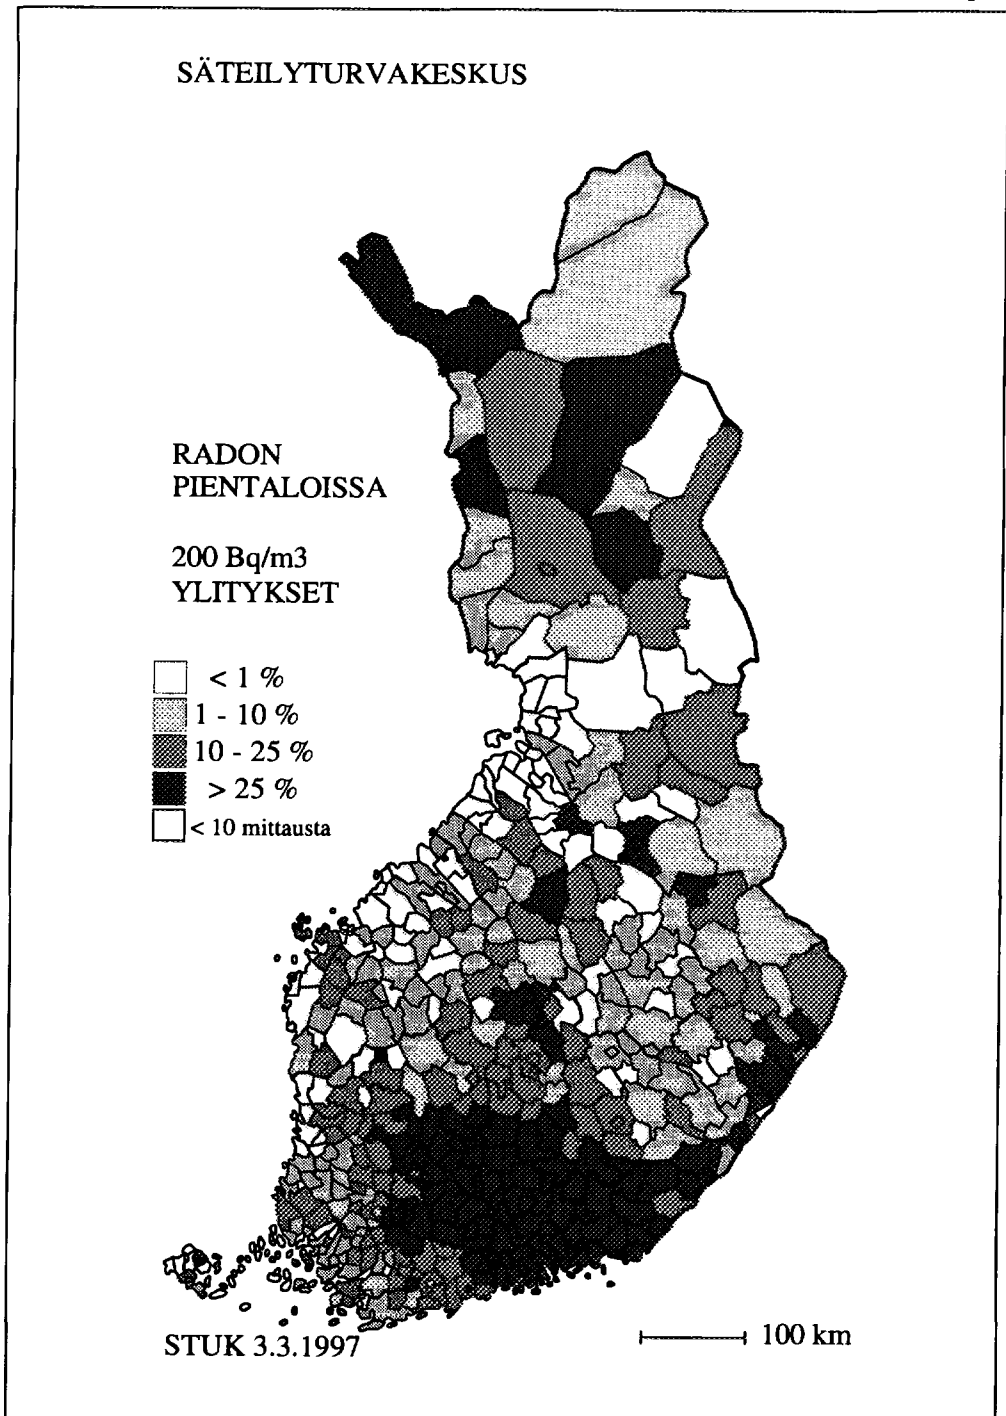 SÄTEILYTURVAKESKUS
RADON
PIENTALOISSA
200 Bq/m3
YLITYKSET
< 1 %
1 - 10 %
10 - 25 %
> 25 %
< 10 mittausta
STUK 3.3.1997
100 km